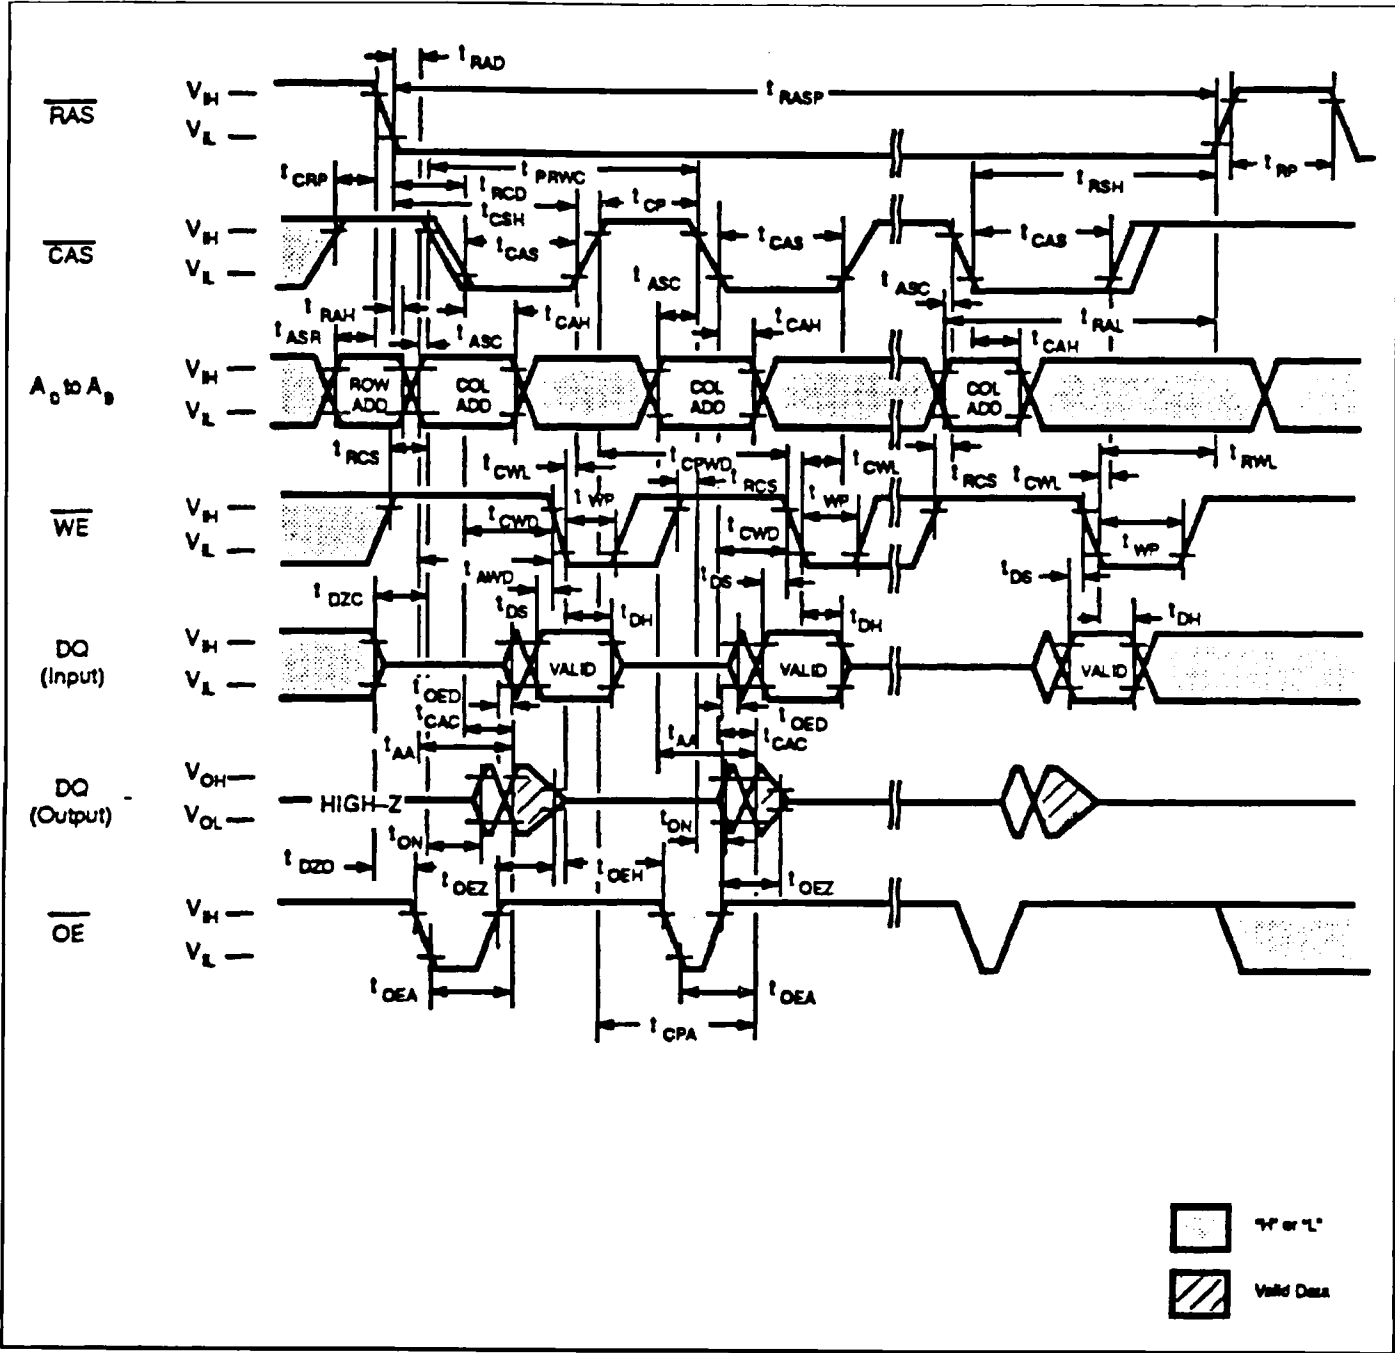 t RAD
RAS
V IH
V IL
t RASP
t CRP
t RCD
t PRWC
t CSH
t CP
t RSH
t RP
CAS
V IH
V IL
t CAS
t CAS
t CAS
t RAH
t ASR
t ASC
t CAH
t ASC
t CAH
t ASC
t RAL
t CAH
A0 to A
V IH
V IL
ROW ADD
COL ADD
COL ADD
COL ADD
t RCS
t CWL
t CPWD
t RCS
t CWL
t RCS
t CWL
t RWL
WE
V IH
V IL
t CWD
t WP
t CWD
t WP
t WP
t DZC
t AWD
t DS
t DH
t DS
t DH
t DS
t DH
DQ
(Input)
V IH
V IL
VALID
VALID
VALID
t OED
t CAC
t AA
t AA
t OED
t CAC
DQ
(Output)
V OH
V OL
HIGH-Z
t ON
t DZO
t OEZ
t OEH
t ON
t OEZ
OE
V IH
V IL
t OEA
t OEA
t CPA
"H" or "L"
Valid Data